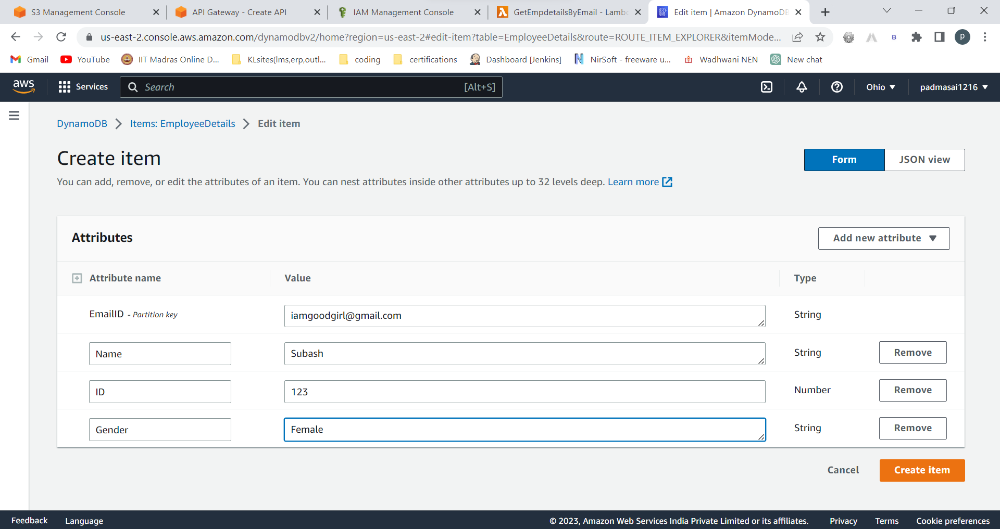 S3 Management Console
API Gateway - Create API
IAM Management Console
GetEmpdetailsByEmail - Lambd
Edit item | Amazon DynamoDB
us-east-2.console.aws.amazon.com/dynamodbv2/home?region=us-east-2#edit-item?table=EmployeeDetails&route=ROUTE_ITEM_EXPLORER&itemMode...
B
P
Gmail
YouTube
IIT Madras Online D...
KLsites(lms,erp,outl...
coding
certifications
Dashboard [Jenkins]
NirSoft - freeware u...
Wadhwani NEN
New chat
aws
Services
Search
[Alt+S]
Ohio
padmasai1216
DynamoDB
Items: EmployeeDetails
Edit item
Create item
Form
JSON view
You can add, remove, or edit the attributes of an item. You can nest attributes inside other attributes up to 32 levels deep. Learn more
Attributes
Add new attribute
Attribute name
Value
Type
EmailID - Partition key
iamgoodgirl@gmail.com
String
Name
Subash
String
Remove
ID
123
Number
Remove
Gender
Female
String
Remove
Cancel
Create item
Feedback
Language
© 2023, Amazon Web Services India Private Limited or its affiliates.
Privacy
Terms
Cookie preferences